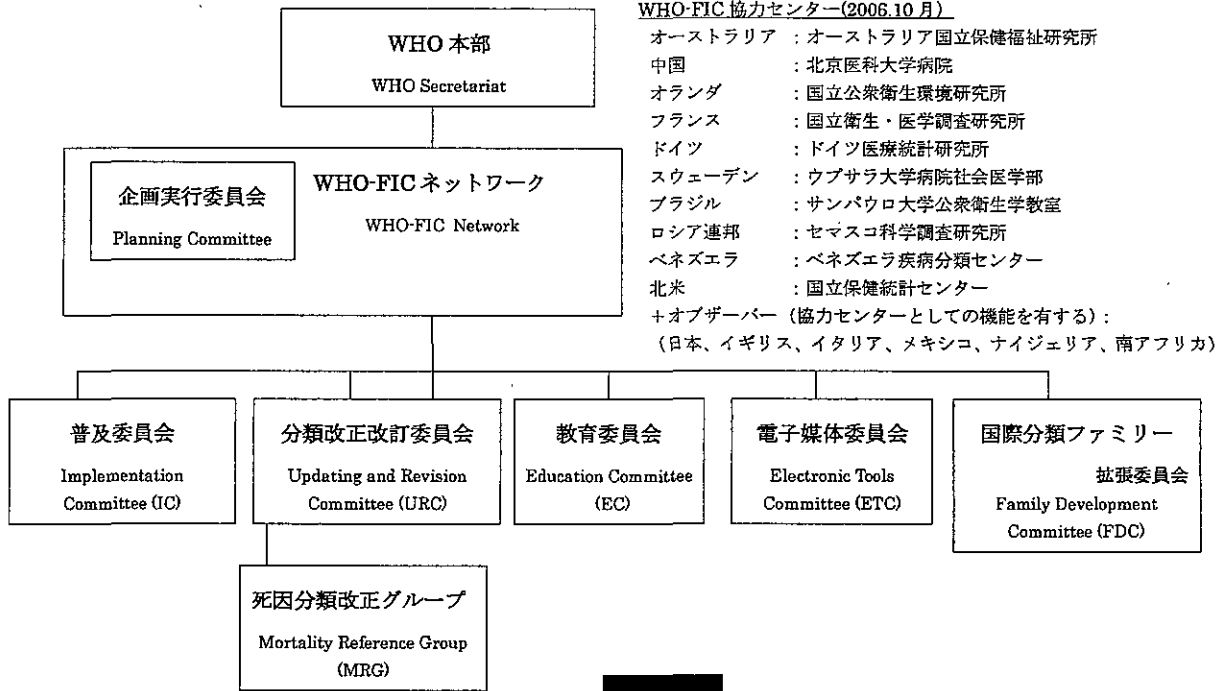 WHO 本部
WHO Secretariat
WHO-FIC 協力センター(2006.10 月)
オーストラリア : オーストラリア国立保健福祉研究所
中国 : 北京医科大学病院
オランダ : 国立公衆衛生環境研究所
フランス : 国立衛生・医学調査研究所
ドイツ : ドイツ医療統計研究所
スウェーデン : ウプサラ大学病院社会医学部
ブラジル : サンパウロ大学公衆衛生学教室
ロシア連邦 : セマスコ科学調査研究所
ベネズエラ : ベネズエラ疾病分類センター
北米 : 国立保健統計センター
+オブザーバー（協力センターとしての機能を有する）:
（日本、イギリス、イタリア、メキシコ、ナイジェリア、南アフリカ）
企画実行委員会
Planning Committee
WHO-FIC ネットワーク
WHO-FIC Network
普及委員会
Implementation
Committee (IC)
分類改正改訂委員会
Updating and Revision
Committee (URC)
教育委員会
Education Committee
(EC)
電子媒体委員会
Electronic Tools
Committee (ETC)
国際分類ファミリー
拡張委員会
Family Development
Committee (FDC)
死因分類改正グループ
Mortality Reference Group
(MRG)